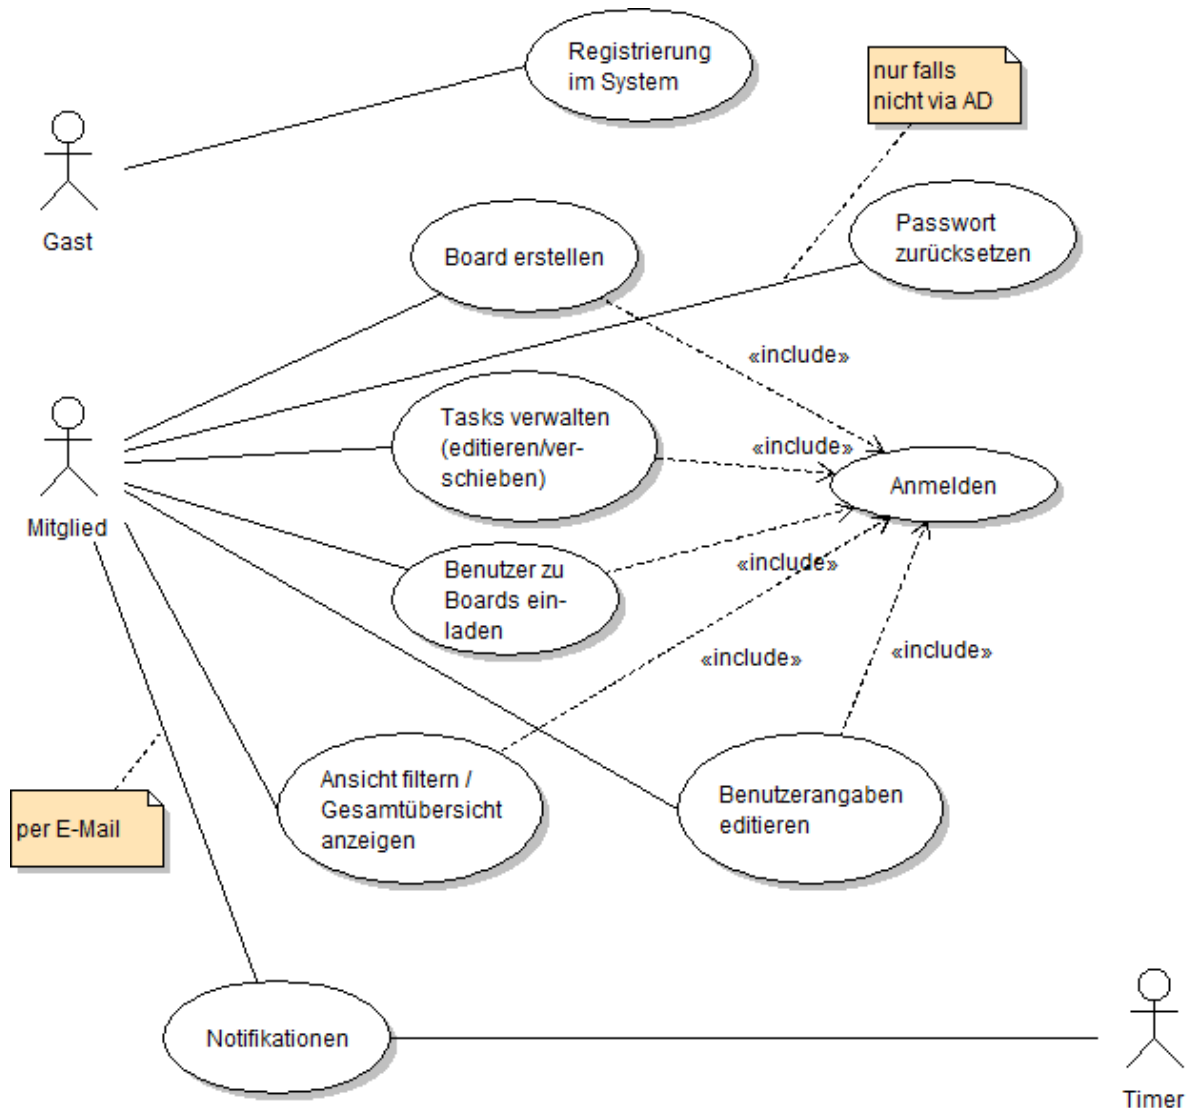 Registrierung
im System
nur falls
nicht via AD
Gast
Passwort
zurücksetzen
Board erstellen
«include»
Tasks verwalten
(editieren/ver-
schieben)
«include»
Anmelden
Mitglied
Benutzer zu
Boards ein-
laden
«include»
«include»
«include»
Ansicht filtern /
Gesamtübersicht
anzeigen
Benutzerangaben
editieren
per E-Mail
Notifikationen
Timer